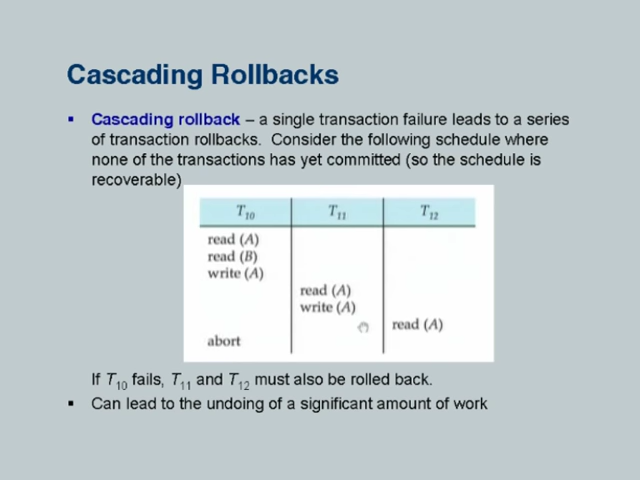 Cascading Rollbacks
▪ Cascading rollback – a single transaction failure leads to a series
of transaction rollbacks. Consider the following schedule where
none of the transactions has yet committed (so the schedule is
recoverable)
T10 T11 T12
read (A)
read (B)
write (A)
read (A)
write (A)
read (A)
abort
If T10 fails, T11 and T12 must also be rolled back.
▪ Can lead to the undoing of a significant amount of work